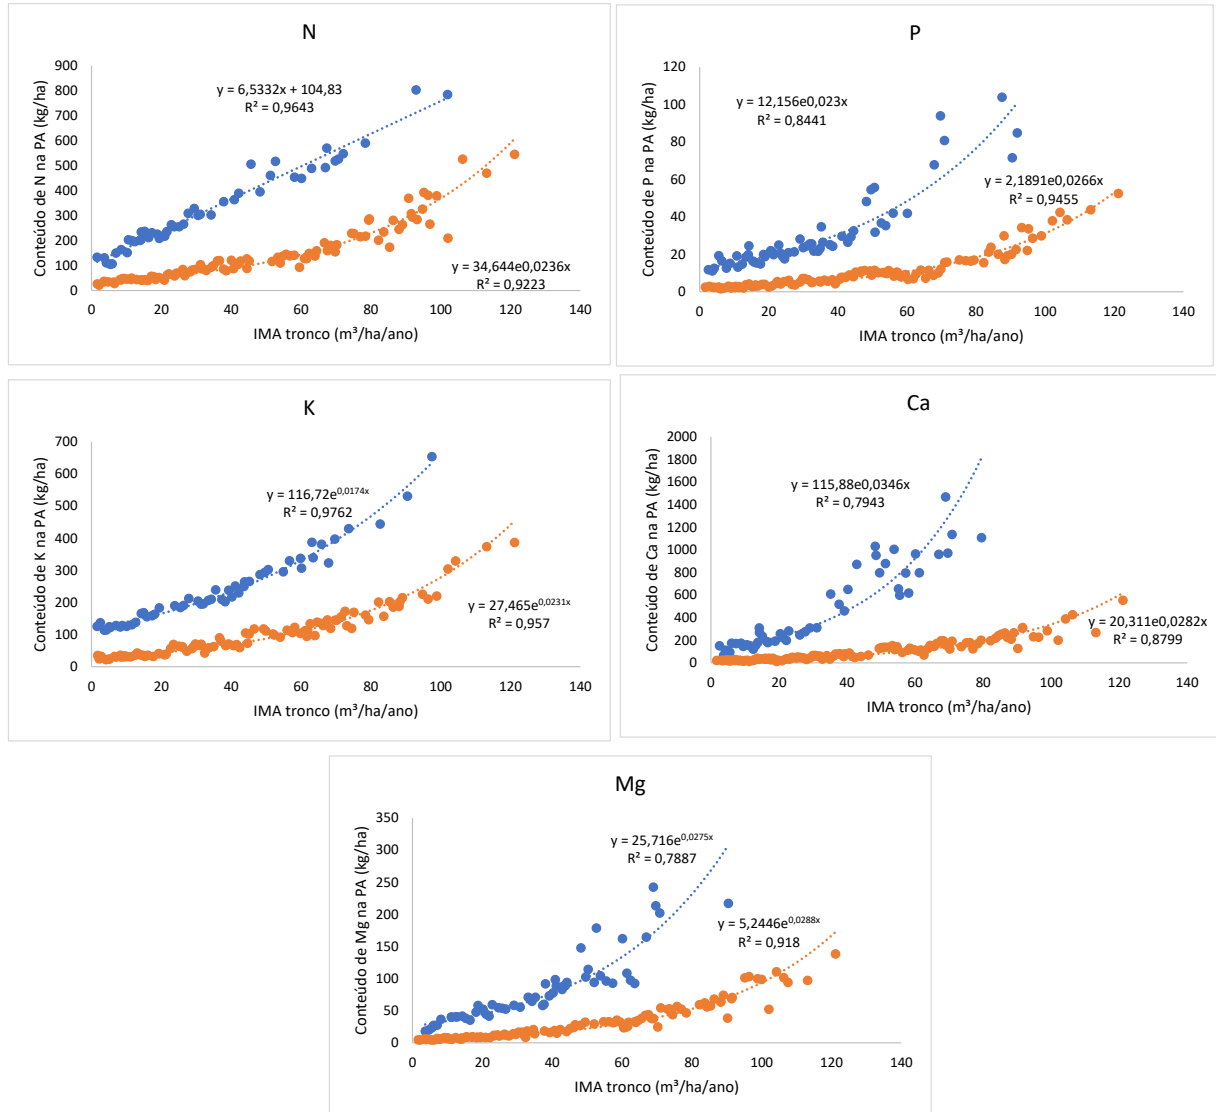 N
Conteúdo de N na PA (kg/ha)
900
800
700
600
500
400
300
200
100
0
y = 6,5332x + 104,83
R² = 0,9643
y = 34,644e0,0236x
R² = 0,9223
0 20 40 60 80 100 120 140
IMA tronco (m³/ha/ano)
P
Conteúdo de P na PA (kg/ha)
120
100
80
60
40
20
0
y = 12,156e0,023x
R² = 0,8441
y = 2,1891e0,0266x
R² = 0,9455
0 20 40 60 80 100 120 140
IMA tronco (m³/ha/ano)
K
Conteúdo de K na PA (kg/ha)
700
600
500
400
300
200
100
0
y = 116,72e0,0174x
R² = 0,9762
y = 27,465e0,0231x
R² = 0,957
0 20 40 60 80 100 120 140
IMA tronco (m³/ha/ano)
Ca
Conteúdo de Ca na PA (kg/ha)
2000
1800
1600
1400
1200
1000
800
600
400
200
0
y = 115,88e0,0346x
R² = 0,7943
y = 20,311e0,0282x
R² = 0,8799
0 20 40 60 80 100 120 140
IMA tronco (m³/ha/ano)
Mg
Conteúdo de Mg na PA (kg/ha)
350
300
250
200
150
100
50
0
y = 25,716e0,0275x
R² = 0,7887
y = 5,2446e0,0288x
R² = 0,918
0 20 40 60 80 100 120 140
IMA tronco (m³/ha/ano)